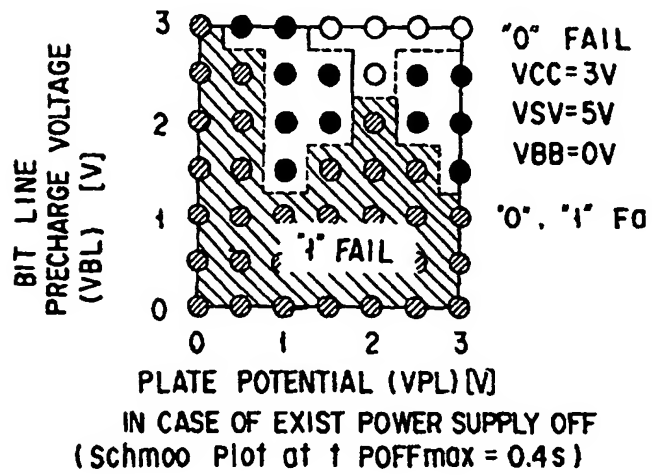 3
2
1
0
BIT LINE
PRECHARGE VOLTAGE
(VBL) [V]
"0" FAIL
VCC=3V
VSV=5V
VBB=0V
"0", "1" Fa
"1" FAIL
0 1 2 3
PLATE POTENTIAL (VPL) [V]
IN CASE OF EXIST POWER SUPPLY OFF
(Schmoo Plot at t POFFmax = 0.4s)